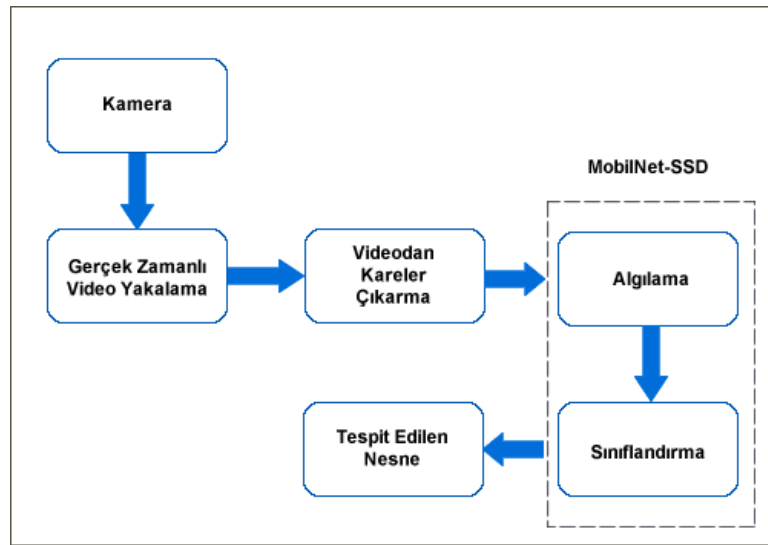 Kamera
Gerçek Zamanlı
Video Yakalama
Videodan
Kareler
Çıkarma
MobilNet-SSD
Algılama
Sınıflandırma
Tespit Edilen
Nesne